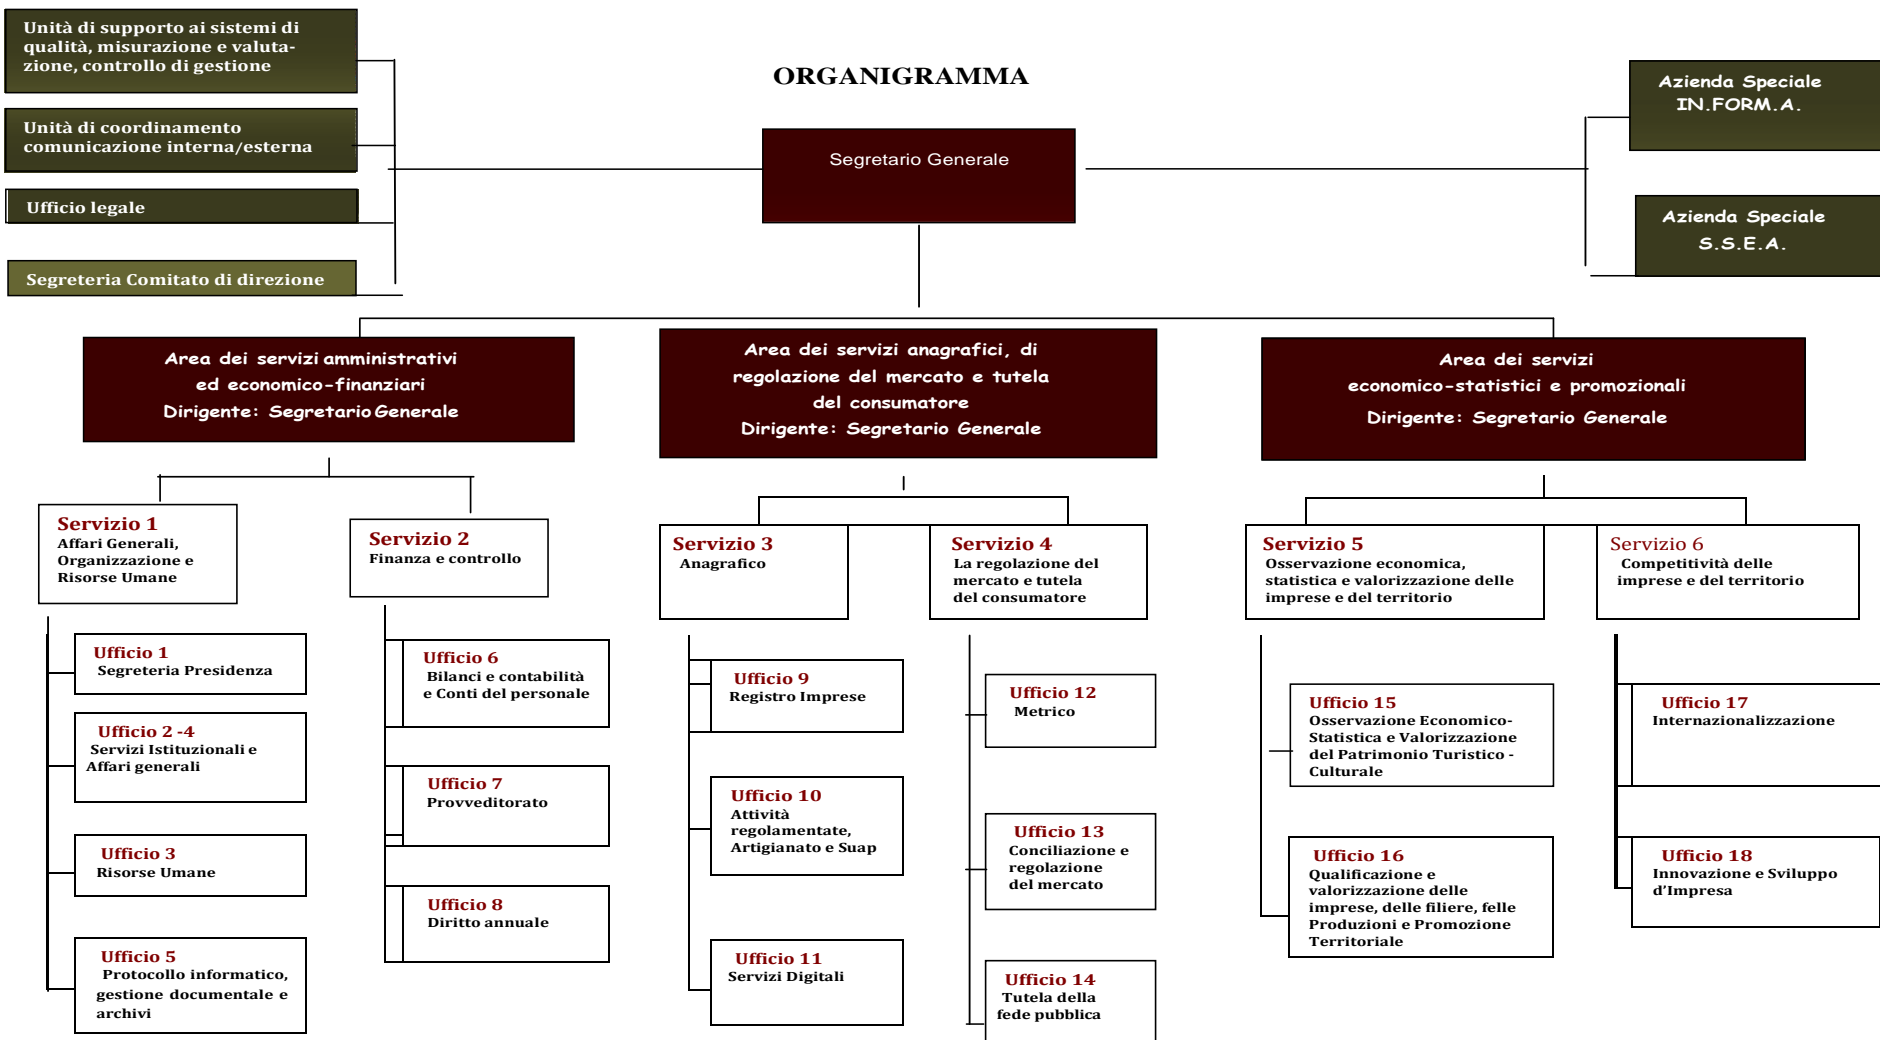 Unità di supporto ai sistemi di
qualità, misurazione e valuta-
zione, controllo di gestione
ORGANIGRAMMA
Azienda Speciale
IN.FORM.A.
Unità di coordinamento
comunicazione interna/esterna
Segretario Generale
Ufficio legale
Azienda Speciale
S.S.E.A.
Segreteria Comitato di direzione
Area dei servizi amministrativi
ed economico-finanziari
Dirigente: Segretario Generale
Area dei servizi anagrafici, di
regolazione del mercato e tutela
del consumatore
Dirigente: Segretario Generale
Area dei servizi
economico-statistici e promozionali
Dirigente: Segretario Generale
Servizio 1
Affari Generali,
Organizzazione e
Risorse Umane
Servizio 2
Finanza e controllo
Servizio 3
Anagrafico
Servizio 4
La regolazione del
mercato e tutela
del consumatore
Servizio 5
Osservazione economica,
statistica e valorizzazione delle
imprese e del territorio
Servizio 6
Competitività delle
imprese e del territorio
Ufficio 1
Segreteria Presidenza
Ufficio 2 -4
Servizi Istituzionali e
Affari generali
Ufficio 3
Risorse Umane
Ufficio 5
Protocollo informatico,
gestione documentale e
archivi
Ufficio 6
Bilanci e contabilità
e Conti del personale
Ufficio 7
Provveditorato
Ufficio 8
Diritto annuale
Ufficio 9
Registro Imprese
Ufficio 10
Attività
regolamentate,
Artigianato e Suap
Ufficio 11
Servizi Digitali
Ufficio 12
Metrico
Ufficio 13
Conciliazione e
regolazione
del mercato
Ufficio 14
Tutela della
fede pubblica
Ufficio 15
Osservazione Economico-
Statistica e Valorizzazione
del Patrimonio Turistico -
Culturale
Ufficio 16
Qualificazione e
valorizzazione delle
imprese, delle filiere, felle
Produzioni e Promozione
Territoriale
Ufficio 17
Internazionalizzazione
Ufficio 18
Innovazione e Sviluppo
d'Impresa